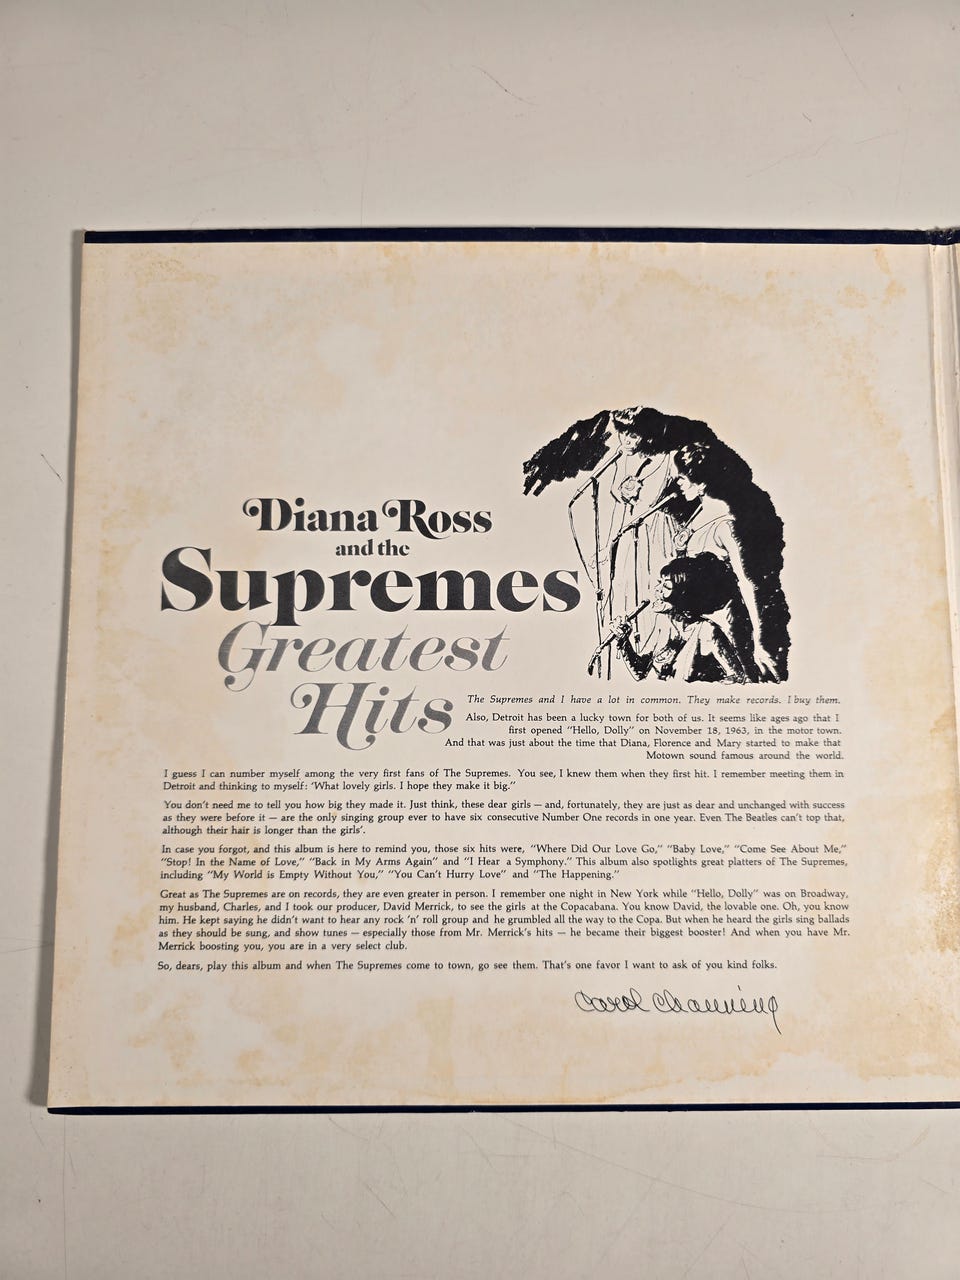 Diana Ross
and the
Supremes
Greatest
Hits
The Supremes and I have a lot in common. They make records. I buy them.
Also, Detroit has been a lucky town for both of us. It seems like ages ago that I
first opened "Hello, Dolly" on November 18, 1963, in the motor town.
And that was just about the time that Diana, Florence and Mary started to make that
Motown sound famous around the world.
I guess I can number myself among the very first fans of The Supremes. You see, I knew them when they first hit. I remember meeting them in
Detroit and thinking to myself: 'What lovely girls. I hope they make it big."
You don't need me to tell you how big they made it. Just think, these dear girls — and, fortunately, they are just as dear and unchanged with success
as they were before it — are the only singing group ever to have six consecutive Number One records in one year. Even The Beatles can't top that,
although their hair is longer than the girls'.
In case you forgot, and this album is here to remind you, those six hits were, "Where Did Our Love Go," "Baby Love," "Come See About Me,"
"Stop! In the Name of Love," "Back in My Arms Again" and "I Hear a Symphony." This album also spotlights great platters of The Supremes,
including "My World is Empty Without You," "You Can't Hurry Love" and "The Happening."
Great as The Supremes are on records, they are even greater in person. I remember one night in New York while "Hello, Dolly" was on Broadway,
my husband, Charles, and I took our producer, David Merrick, to see the girls at the Copacabana. You know David, the lovable one. Oh, you know
him. He kept saying he didn't want to hear any rock 'n' roll group and he grumbled all the way to the Copa. But when he heard the girls sing ballads
as they should be sung, and show tunes — especially those from Mr. Merrick's hits — he became their biggest booster! And when you have Mr.
Merrick boosting you, you are in a very select club.
So, dears, play this album and when The Supremes come to town, go see them. That's one favor I want to ask of you kind folks.
Carol Channing